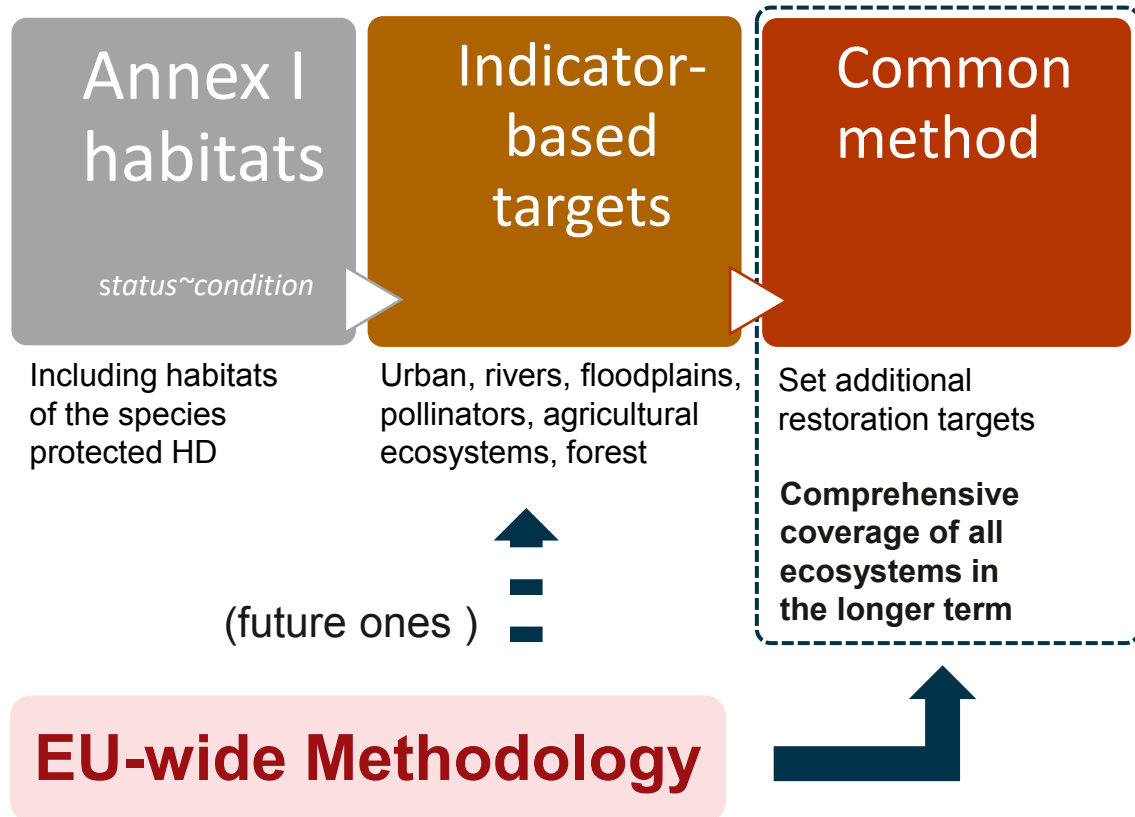 Annex I
habitats
status~condition
Including habitats
of the species
protected HD
Indicator-
based
targets
Urban, rivers, floodplains,
pollinators, agricultural
ecosystems, forest
Common
method
Set additional
restoration targets
Comprehensive
coverage of all
ecosystems in
the longer term
(future ones )
EU-wide Methodology